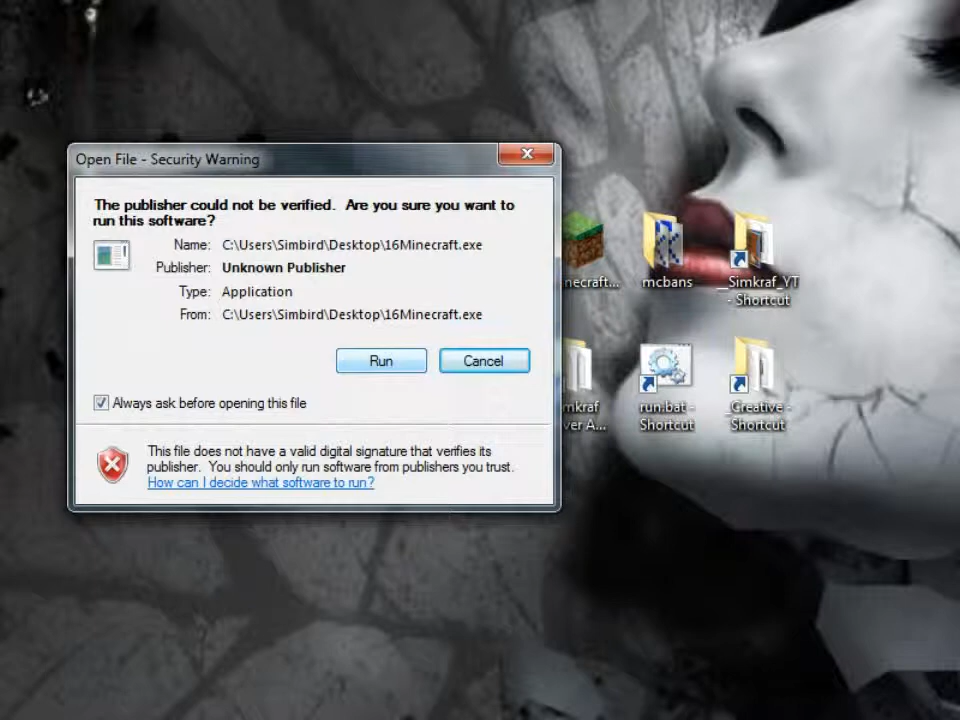 Open File - Security Warning
The publisher could not be verified. Are you sure you want to
run this software?
Name: C:\Users\Simbird\Desktop\16Minecraft.exe
Publisher: Unknown Publisher
Type: Application
From: C:\Users\Simbird\Desktop\16Minecraft.exe
Run Cancel
Always ask before opening this file
This file does not have a valid digital signature that verifies its
publisher. You should only run software from publishers you trust.
How can I decide what software to run?
necraft...
mcbans
_Simkraf_YT
- Shortcut
mkraf
ver A...
run.bat -
Shortcut
_Creative -
Shortcut